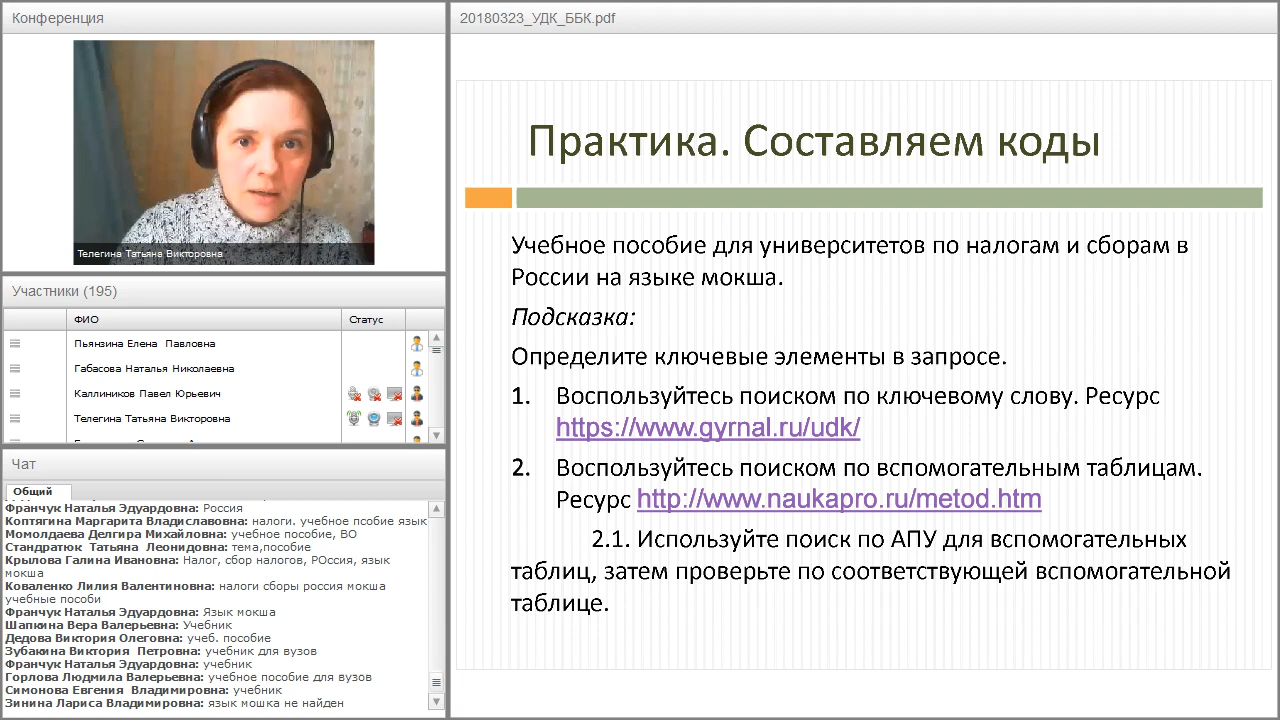 Конференция
20180323_УДК_ББК.pdf
Телегина Татьяна Викторовна
Участники (195)
ФИО
Статус
Пьянзина Елена Павловна
Габасова Наталья Николаевна
Каллиников Павел Юрьевич
Телегина Татьяна Викторовна
Чат
Общий
Франчук Наталья Эдуардовна: Россия
Коптягина Маргарита Владиславовна: налоги. учебное псобие язык
Момолдаева Делгира Михайловна: учебное пособие, ВО
Стандратюк Татьяна Леонидовна: тема,пособие
Крылова Галина Ивановна: Налог, сбор налогов, РОссия, язык
мокша
Коваленко Лилия Валентиновна: налоги сборы россия мокша
учебные пособи
Франчук Наталья Эдуардовна: Язык мокша
Шапкина Вера Валерьевна: Учебник
Дедова Виктория Олеговна: учеб. пособие
Зубакина Виктория Петровна: учебник для вузов
Франчук Наталья Эдуардовна: учебник
Горлова Людмила Валерьевна: учебное пособие для вузов
Симонова Евгения Владимировна: учебник
Зинина Лариса Владимировна: язык мошка не найден
Практика. Составляем коды
Учебное пособие для университетов по налогам и сборам в
России на языке мокша.
Подсказка:
Определите ключевые элементы в запросе.
1. Воспользуйтесь поиском по ключевому слову. Ресурс
https://www.gyrnal.ru/udk/
2. Воспользуйтесь поиском по вспомогательным таблицам.
Ресурс http://www.naukapro.ru/metod.htm
2.1. Используйте поиск по АПУ для вспомогательных
таблиц, затем проверьте по соответствующей вспомогательной
таблице.